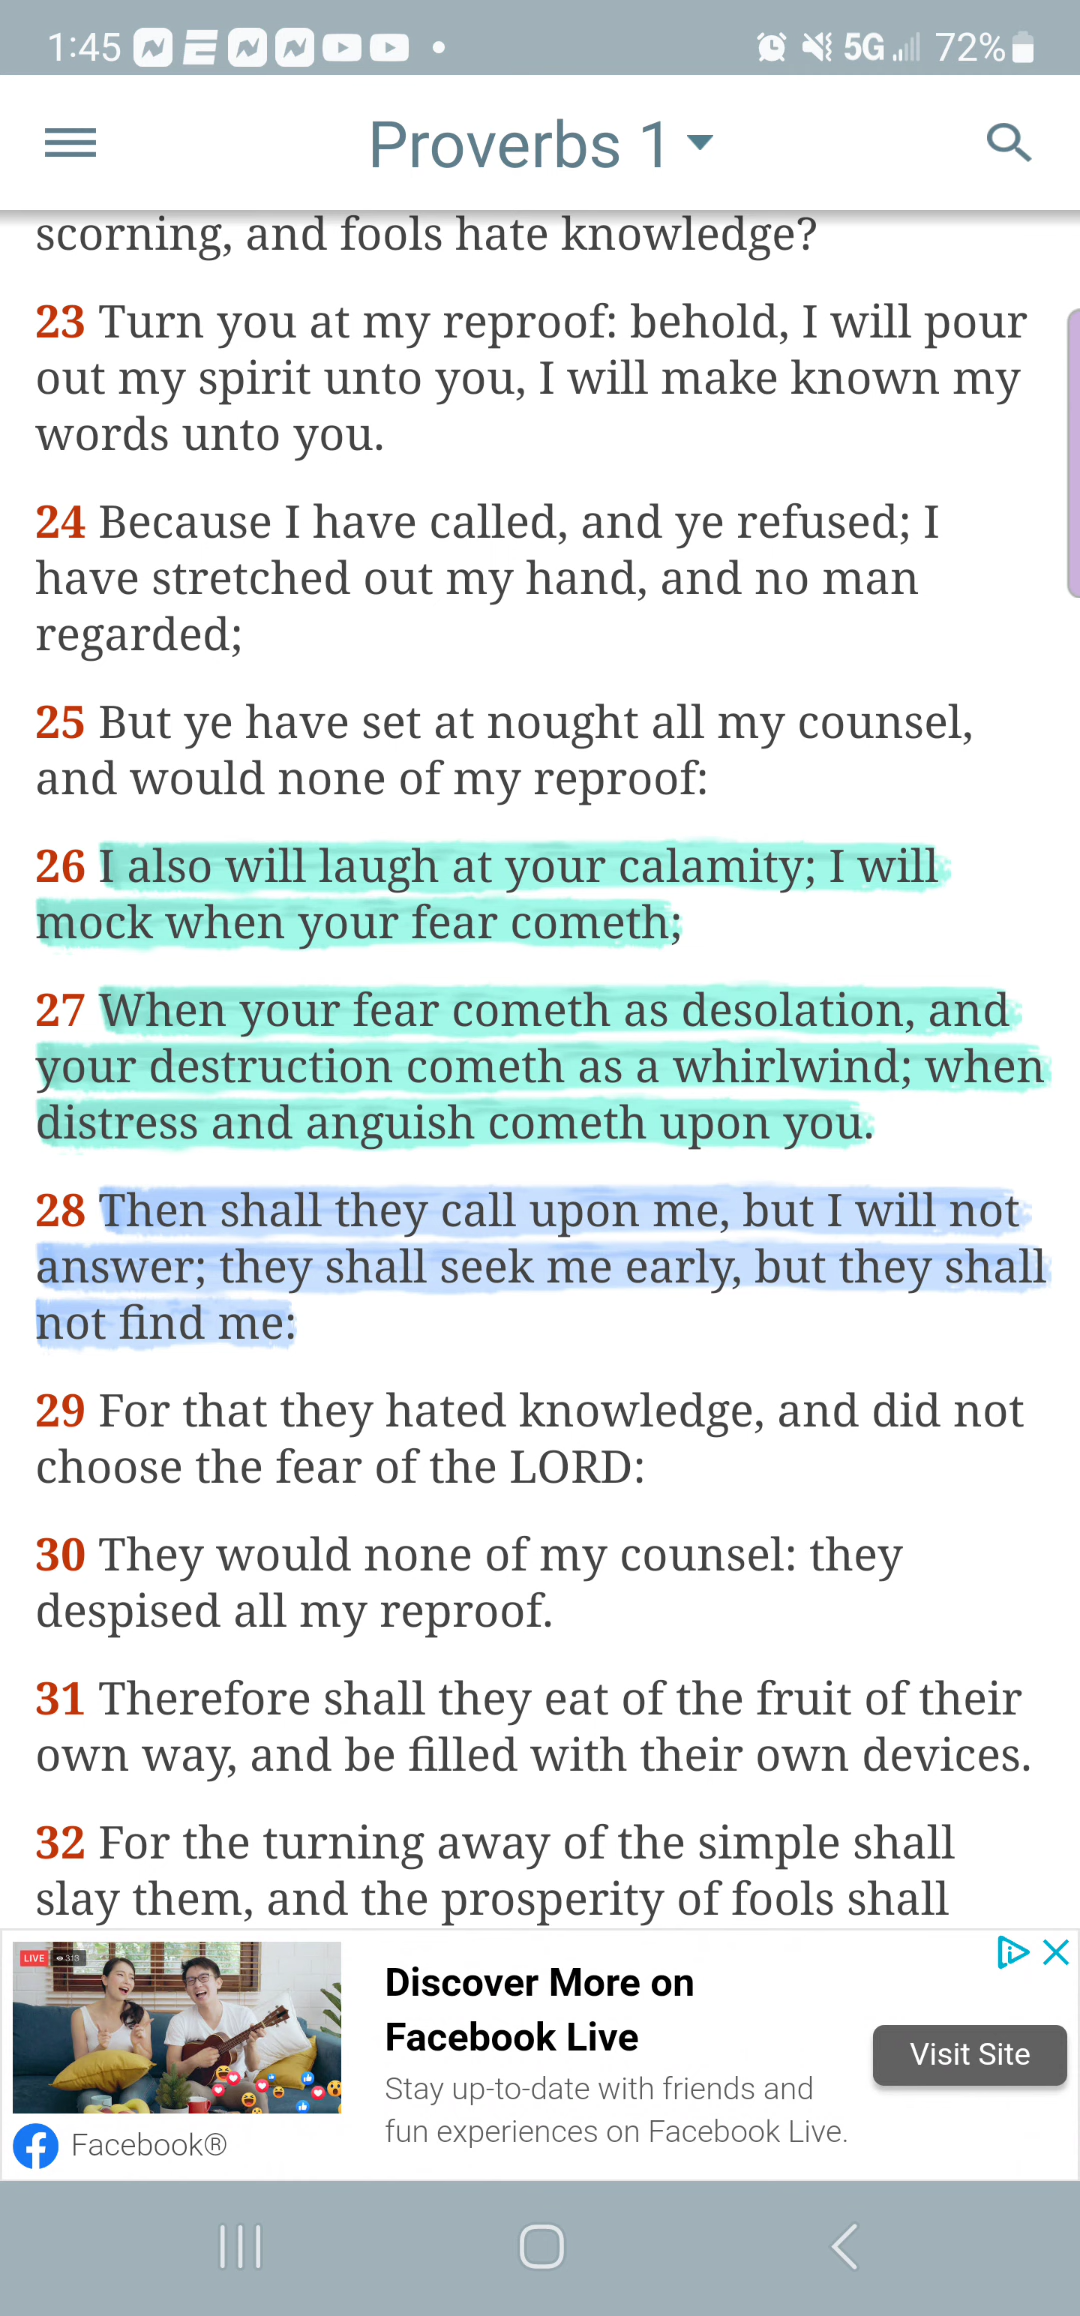 1:45
5G 72%
Proverbs 1
scorning, and fools hate knowledge?
23 Turn you at my reproof: behold, I will pour
out my spirit unto you, I will make known my
words unto you.
24 Because I have called, and ye refused; I
have stretched out my hand, and no man
regarded;
25 But ye have set at nought all my counsel,
and would none of my reproof:
26 I also will laugh at your calamity; I will
mock when your fear cometh;
27 When your fear cometh as desolation, and
your destruction cometh as a whirlwind; when
distress and anguish cometh upon you.
28 Then shall they call upon me, but I will not
answer; they shall seek me early, but they shall
not find me:
29 For that they hated knowledge, and did not
choose the fear of the LORD:
30 They would none of my counsel: they
despised all my reproof.
31 Therefore shall they eat of the fruit of their
own way, and be filled with their own devices.
32 For the turning away of the simple shall
slay them, and the prosperity of fools shall
LIVE 313
Discover More on
Facebook Live
Visit Site
Stay up-to-date with friends and
fun experiences on Facebook Live.
Facebook®